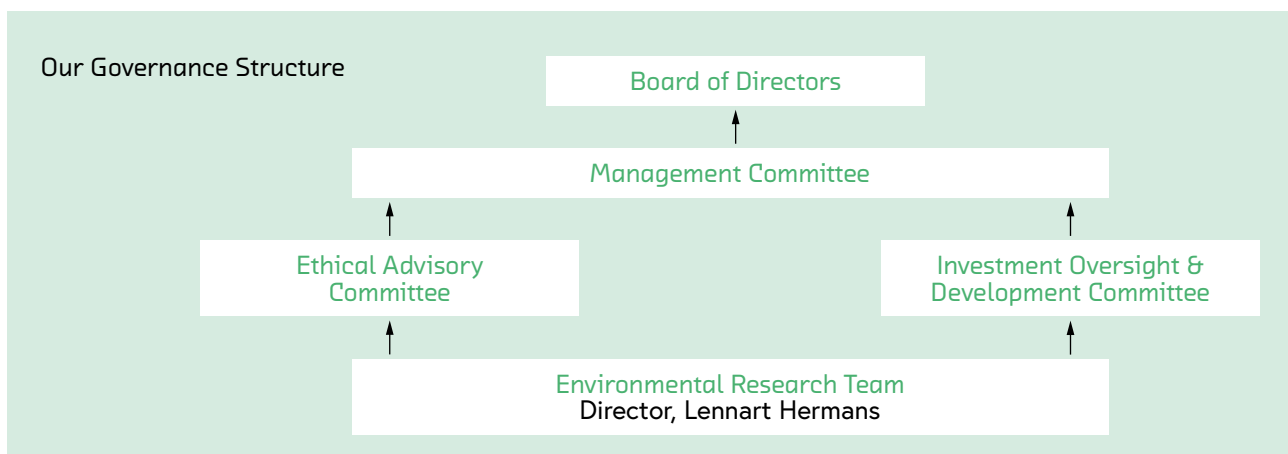 Our Governance Structure
Board of Directors
Management Committee
Ethical Advisory
Committee
Investment Oversight &
Development Committee
Environmental Research Team
Director, Lennart Hermans